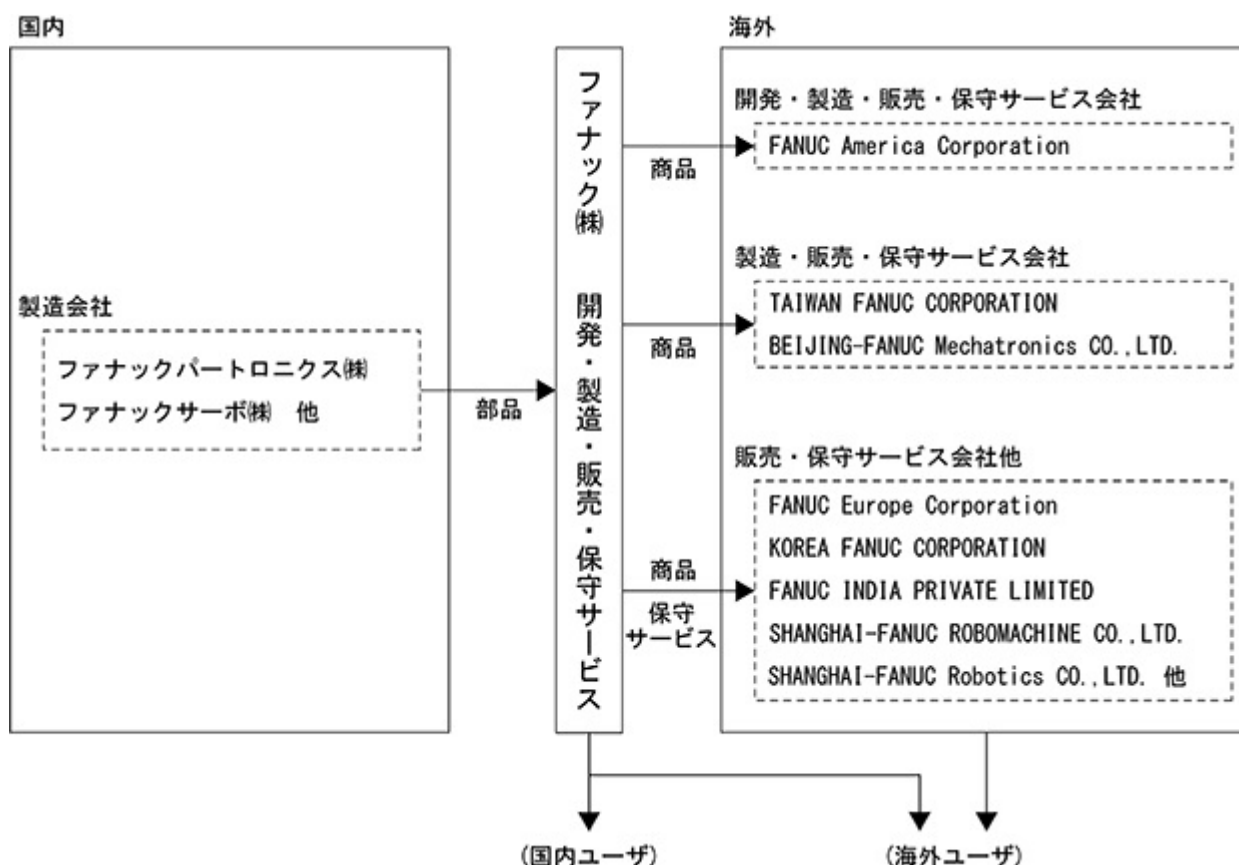 国内
製造会社
ファナックパートロニクス㈱
ファナックサーボ㈱　他
部品
ファナック㈱　開発・製造・販売・保守サービス
海外
開発・製造・販売・保守サービス会社
FANUC America Corporation
商品
製造・販売・保守サービス会社
TAIWAN FANUC CORPORATION
BEIJING-FANUC Mechatronics CO.,LTD.
商品
販売・保守サービス会社他
FANUC Europe Corporation
KOREA FANUC CORPORATION
FANUC INDIA PRIVATE LIMITED
SHANGHAI-FANUC ROBOMACHINE CO.,LTD.
SHANGHAI-FANUC Robotics CO.,LTD. 他
商品
保守
サービス
(国内ユーザ)
(海外ユーザ)